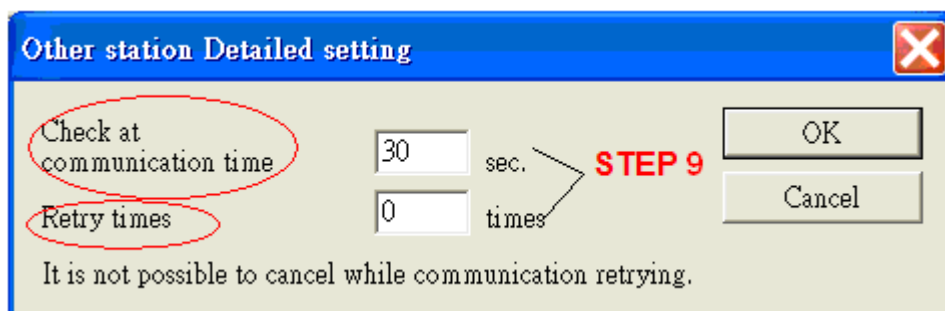 Other station Detailed setting
Check at
communication time
30
sec.
STEP 9
OK
Retry times
0
times
Cancel
It is not possible to cancel while communication retrying.